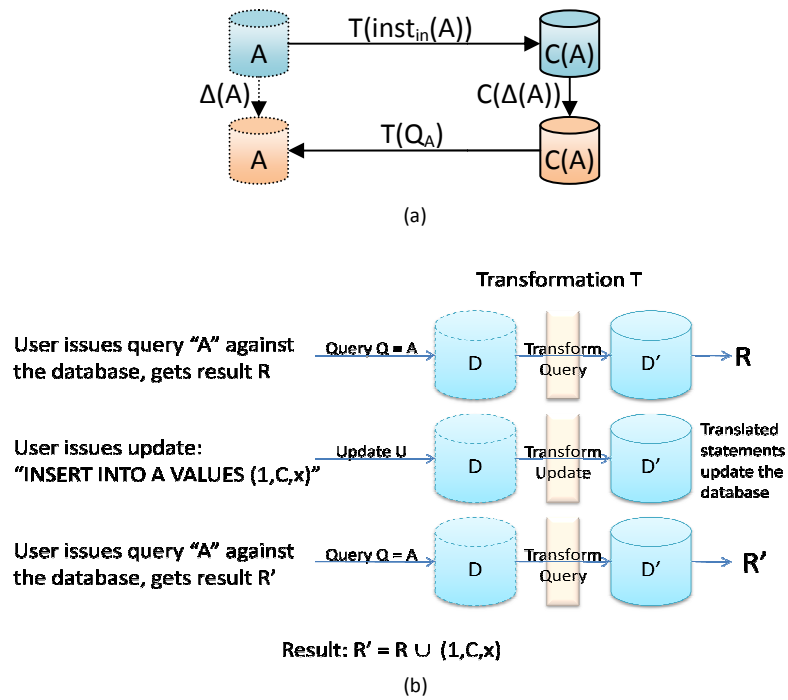 T(inst_in(A))
A
C(A)
Δ(A)
C(Δ(A))
T(Q_A)
A
C(A)
(a)
Transformation T
User issues query "A" against
the database, gets result R
Query Q = A
D
Transform
Query
D'
R
User issues update:
"INSERT INTO A VALUES (1,C,x)"
Update U
D
Transform
Update
D'
Translated
statements
update the
database
User issues query "A" against
the database, gets result R'
Query Q = A
D
Transform
Query
D'
R'
Result: R' = R ∪ (1,C,x)
(b)